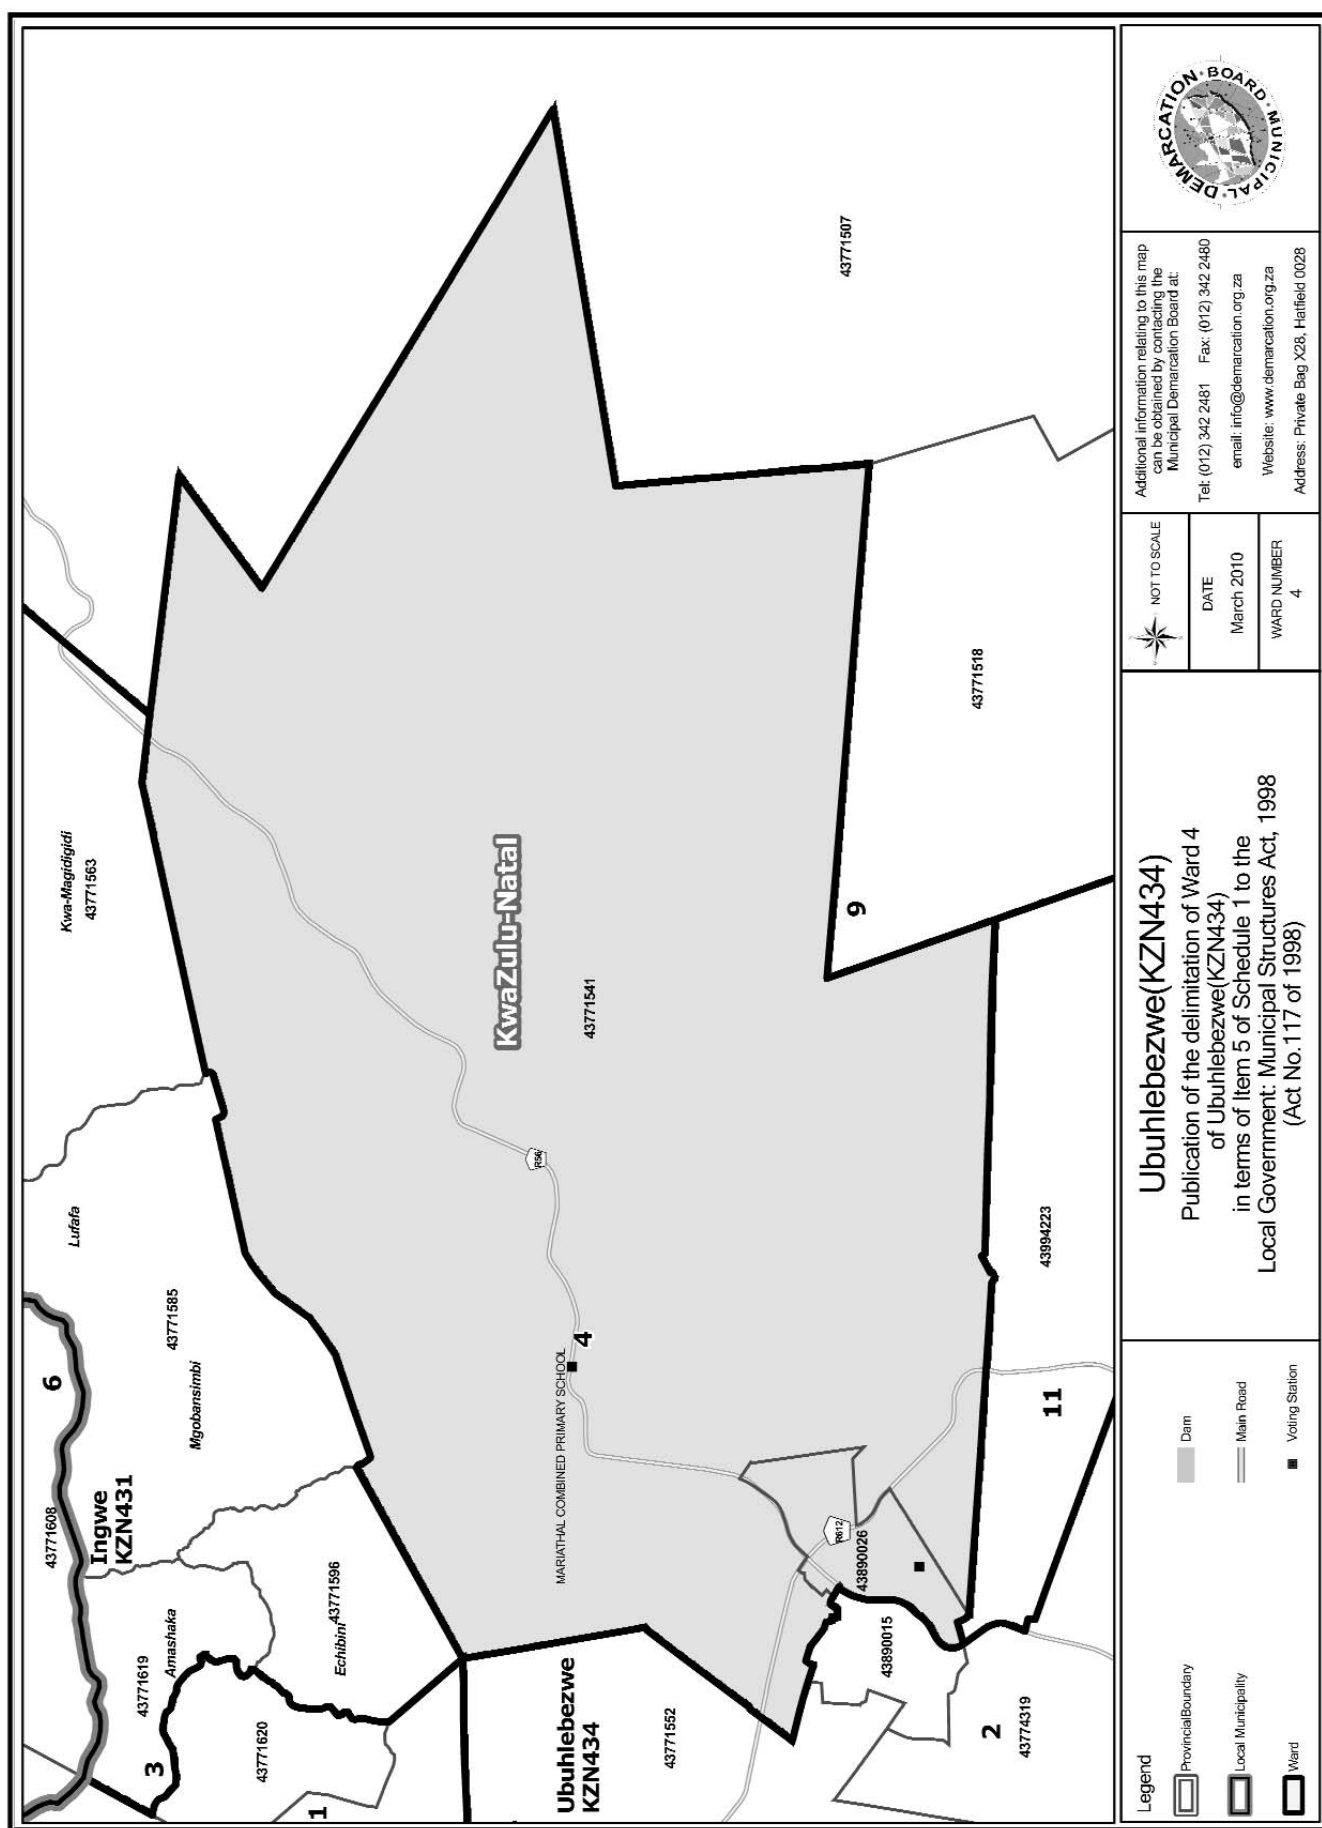 Kwa-Magidigidi
43771563
Lufafa
43771585
Mgobansimbi
6
43771608
Ingwe
KZN431
43771619
Amashaka
3
43771620
1
Echibini
43771596
KwaZulu-Natal
43771541
43771507
43771518
9
R56
4
MARIATHAL COMBINED PRIMARY SCHOOL
Ubuhlebezwe
KZN434
43771552
R612
43890026
43890015
2
43774319
11
43994223
Legend
ProvincialBoundary
Local Municipality
Ward
Dam
Main Road
Voting Station
Ubuhlebezwe(KZN434)
Publication of the delimitation of Ward 4
of Ubuhlebezwe(KZN434)
in terms of Item 5 of Schedule 1 to the
Local Government: Municipal Structures Act, 1998
(Act No.117 of 1998)
NOT TO SCALE
DATE
March 2010
WARD NUMBER
4
Additional information relating to this map
can be obtained by contacting the
Municipal Demarcation Board at:
Tel: (012) 342 2481 Fax: (012) 342 2480
email: info@demarcation.org.za
Website: www.demarcation.org.za
Address: Private Bag X28, Hatfield 0028
MUNICIPAL DEMARCATION BOARD